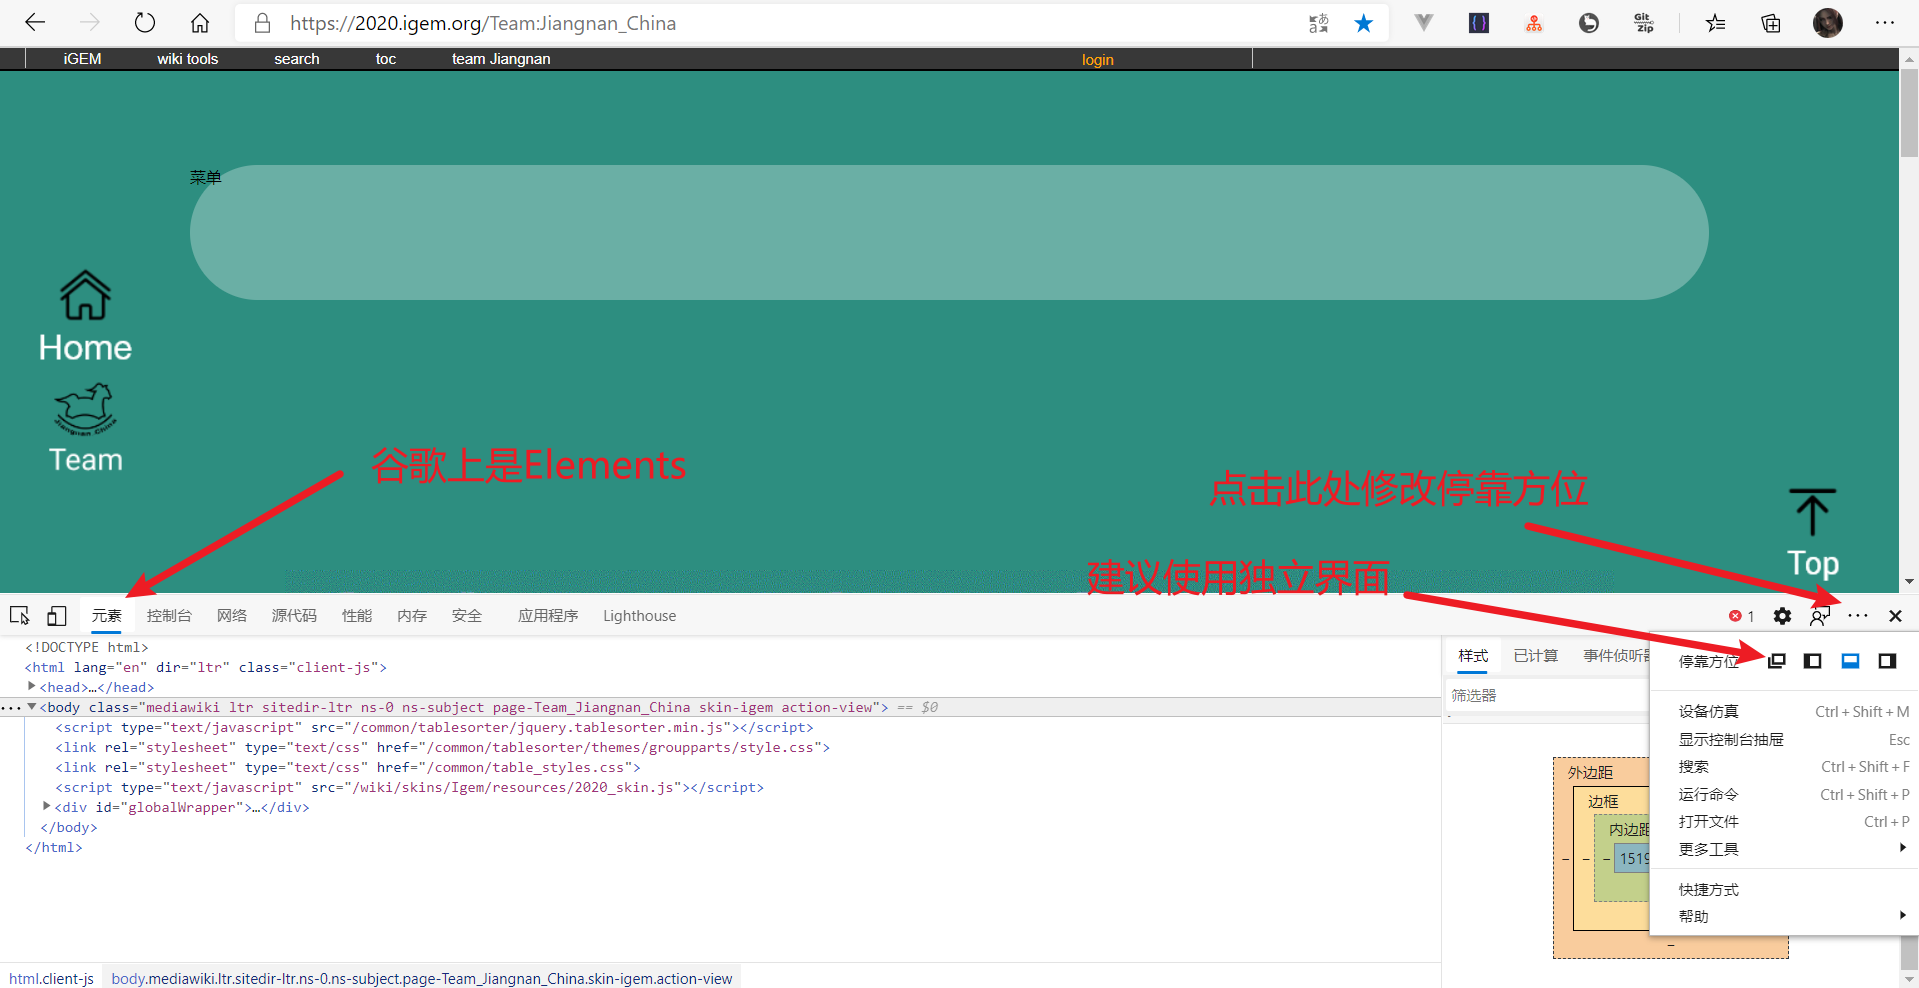 https://2020.igem.org/Team:Jiangnan_China
aあ
Git
Zip
iGEM wiki tools search toc team Jiangnan login
菜单
Home
Jiangnan_China
Team
谷歌上是Elements
点击此处修改停靠方位
建议使用独立界面
Top
元素 控制台 网络 源代码 性能 内存 安全 应用程序 Lighthouse 1
<!DOCTYPE html>
<html lang="en" dir="ltr" class="client-js">
<head>…</head>
<body class="mediawiki ltr sitedir-ltr ns-0 ns-subject page-Team_Jiangnan_China skin-igem action-view"> == $0
<script type="text/javascript" src="/common/tablesorter/jquery.tablesorter.min.js"></script>
<link rel="stylesheet" type="text/css" href="/common/tablesorter/themes/groupparts/style.css">
<link rel="stylesheet" type="text/css" href="/common/table_styles.css">
<script type="text/javascript" src="/wiki/skins/Igem/resources/2020_skin.js"></script>
<div id="globalWrapper">…</div>
</body>
</html>
html.client-js body.mediawiki.ltr.sitedir-ltr.ns-0.ns-subject.page-Team_Jiangnan_China.skin-igem.action-view
样式 已计算 事件侦听
筛选器
外边距
边框
内边距
1519
停靠方位
设备仿真 Ctrl + Shift + M
显示控制台抽屉 Esc
搜索 Ctrl + Shift + F
运行命令 Ctrl + Shift + P
打开文件 Ctrl + P
更多工具
快捷方式
帮助